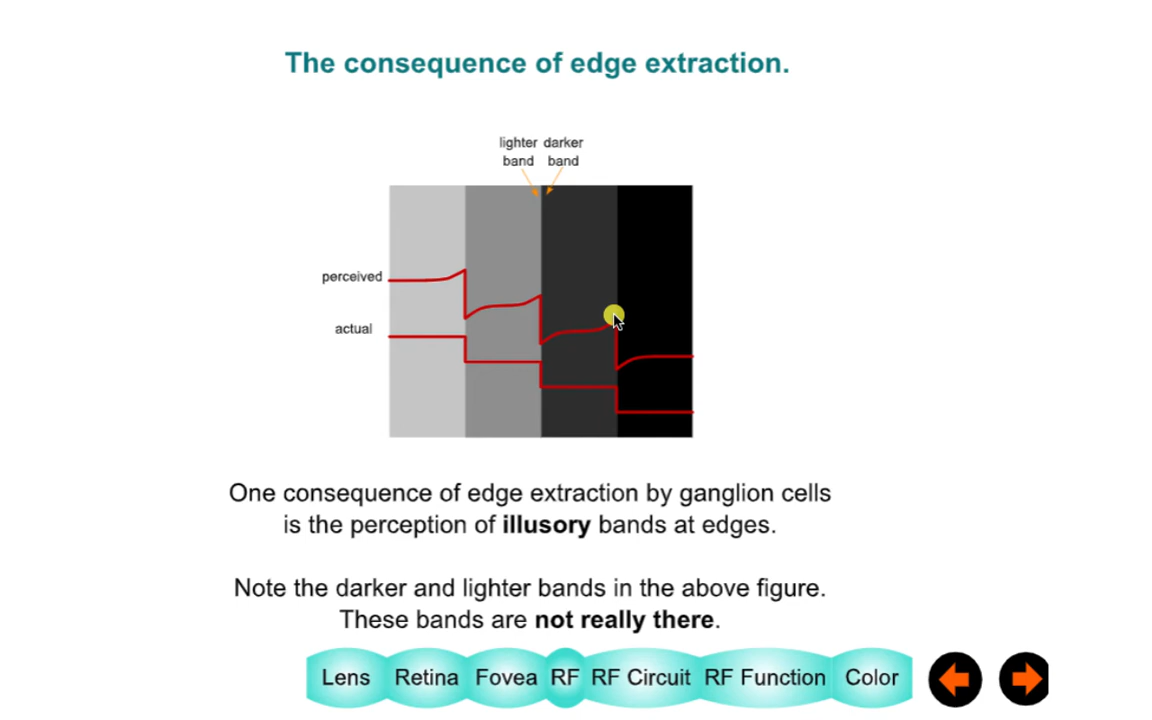 The consequence of edge extraction.
lighter darker
band band
perceived
actual
One consequence of edge extraction by ganglion cells
is the perception of illusory bands at edges.
Note the darker and lighter bands in the above figure.
These bands are not really there.
Lens Retina Fovea RF RF Circuit RF Function Color